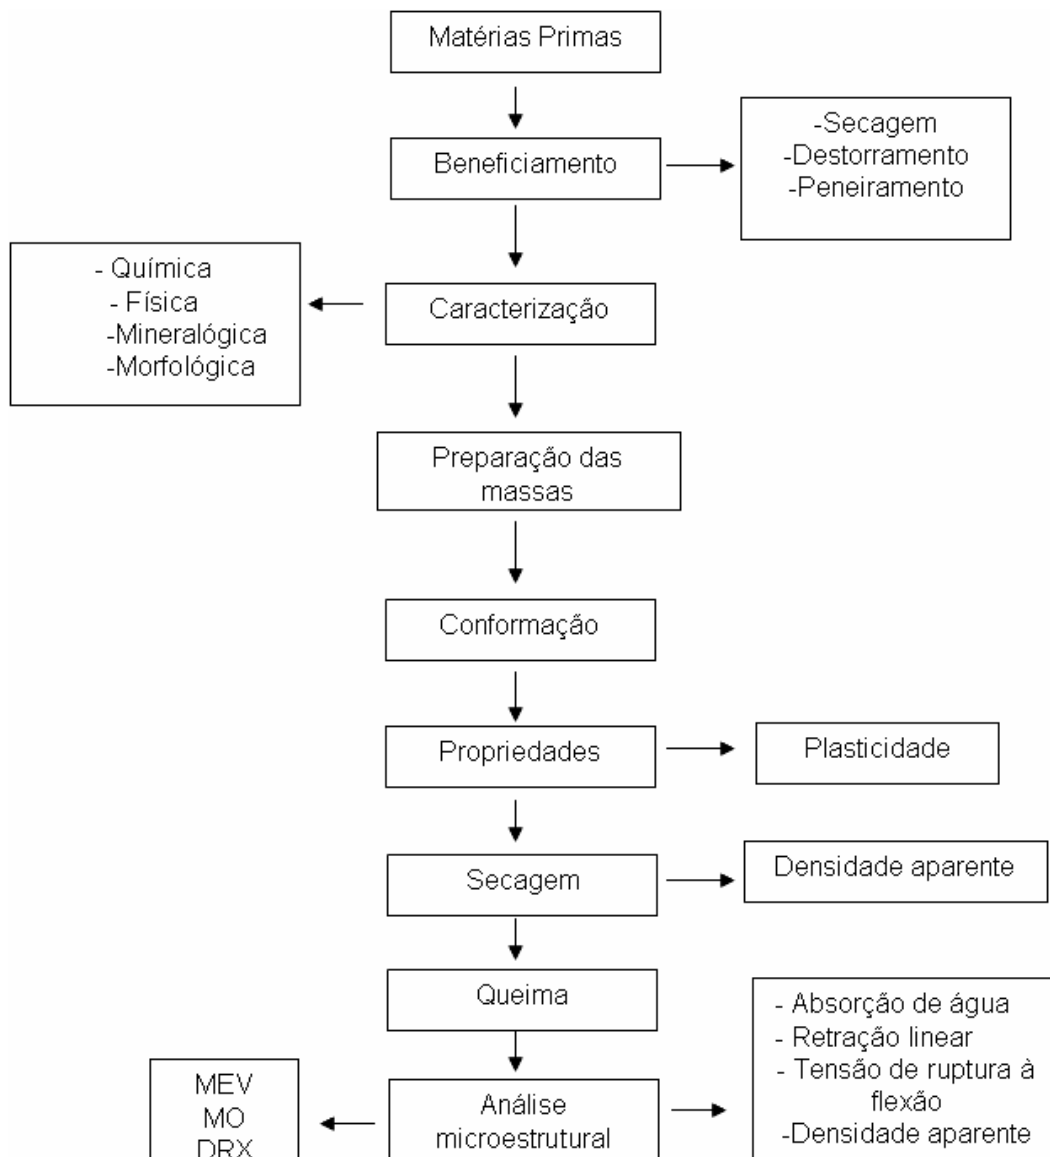 Matérias Primas
Beneficiamento
-Secagem
-Destorramento
-Peneiramento
- Química
- Física
-Mineralógica
-Morfológica
Caracterização
Preparação das
massas
Conformação
Propriedades
Plasticidade
Secagem
Densidade aparente
Queima
- Absorção de água
- Retração linear
- Tensão de ruptura à
flexão
-Densidade aparente
MEV
MO
DRX
Análise
microestrutural